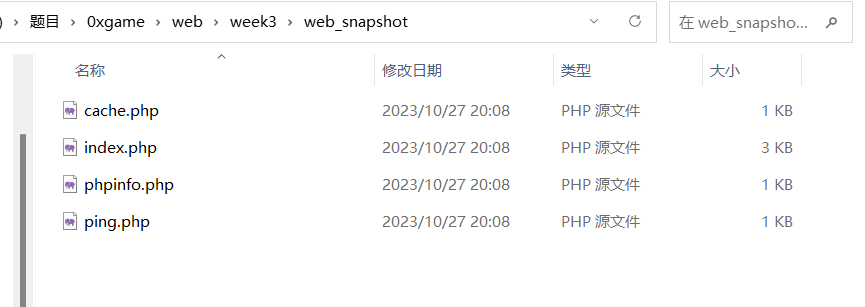 ) › 题目 › 0xgame › web › week3 › web_snapshot
在 web_snapsho...
名称 修改日期 类型 大小
cache.php 2023/10/27 20:08 PHP 源文件 1 KB
index.php 2023/10/27 20:08 PHP 源文件 3 KB
phpinfo.php 2023/10/27 20:08 PHP 源文件 1 KB
ping.php 2023/10/27 20:08 PHP 源文件 1 KB